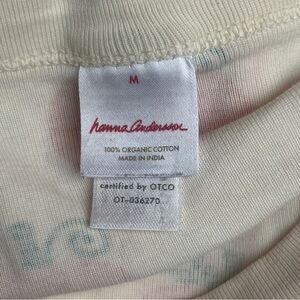 M
hanna andersson
100% ORGANIC COTTON
MADE IN INDIA
certified by OTCO
OT-036270